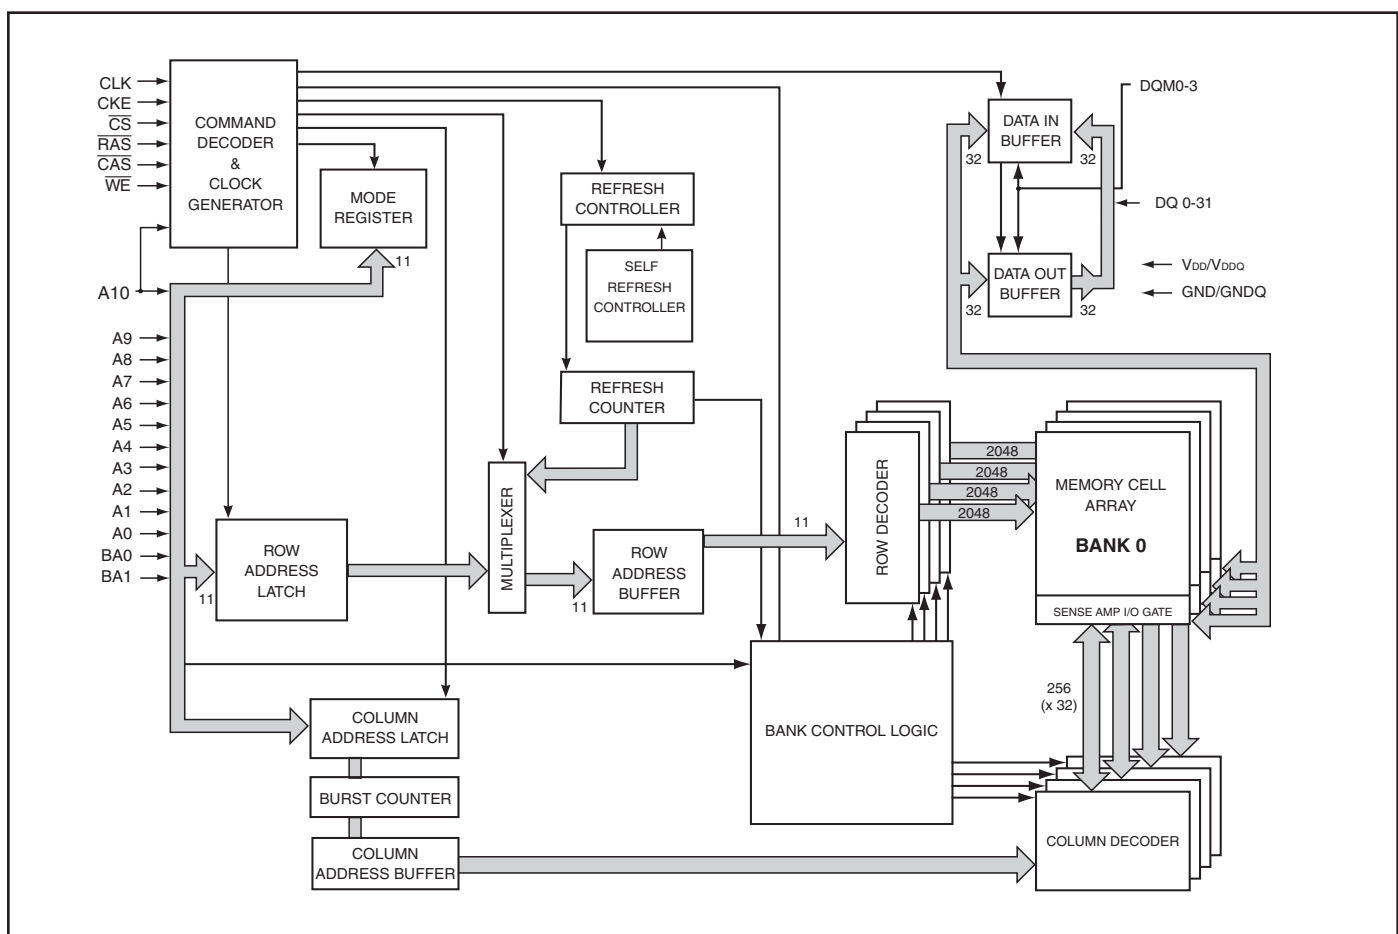 CLK
CKE
CS
RAS
CAS
WE
A10
A9
A8
A7
A6
A5
A4
A3
A2
A1
A0
BA0
BA1
COMMAND
DECODER
&
CLOCK
GENERATOR
MODE
REGISTER
11
REFRESH
CONTROLLER
SELF
REFRESH
CONTROLLER
REFRESH
COUNTER
DATA IN
BUFFER
32
32
DATA OUT
BUFFER
32
32
DQM0-3
DQ 0-31
VDD/VDDQ
GND/GNDQ
11
ROW
ADDRESS
LATCH
MULTIPLEXER
11
ROW
ADDRESS
BUFFER
11
ROW DECODER
2048
2048
2048
2048
MEMORY CELL
ARRAY
BANK 0
SENSE AMP I/O GATE
256
(x 32)
BANK CONTROL LOGIC
COLUMN
ADDRESS LATCH
BURST COUNTER
COLUMN
ADDRESS BUFFER
COLUMN DECODER